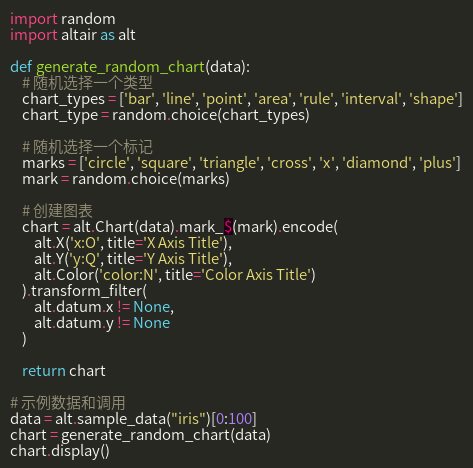 import random
import altair as alt

def generate_random_chart(data):
    # 随机选择一个类型
    chart_types = ['bar', 'line', 'point', 'area', 'rule', 'interval', 'shape']
    chart_type = random.choice(chart_types)

    # 随机选择一个标记
    marks = ['circle', 'square', 'triangle', 'cross', 'x', 'diamond', 'plus']
    mark = random.choice(marks)

    # 创建图表
    chart = alt.Chart(data).mark_$(mark).encode(
        alt.X('x:O', title='X Axis Title'),
        alt.Y('y:Q', title='Y Axis Title'),
        alt.Color('color:N', title='Color Axis Title')
    ).transform_filter(
        alt.datum.x != None,
        alt.datum.y != None
    )

    return chart

# 示例数据和调用
data = alt.sample_data("iris")[0:100]
chart = generate_random_chart(data)
chart.display()